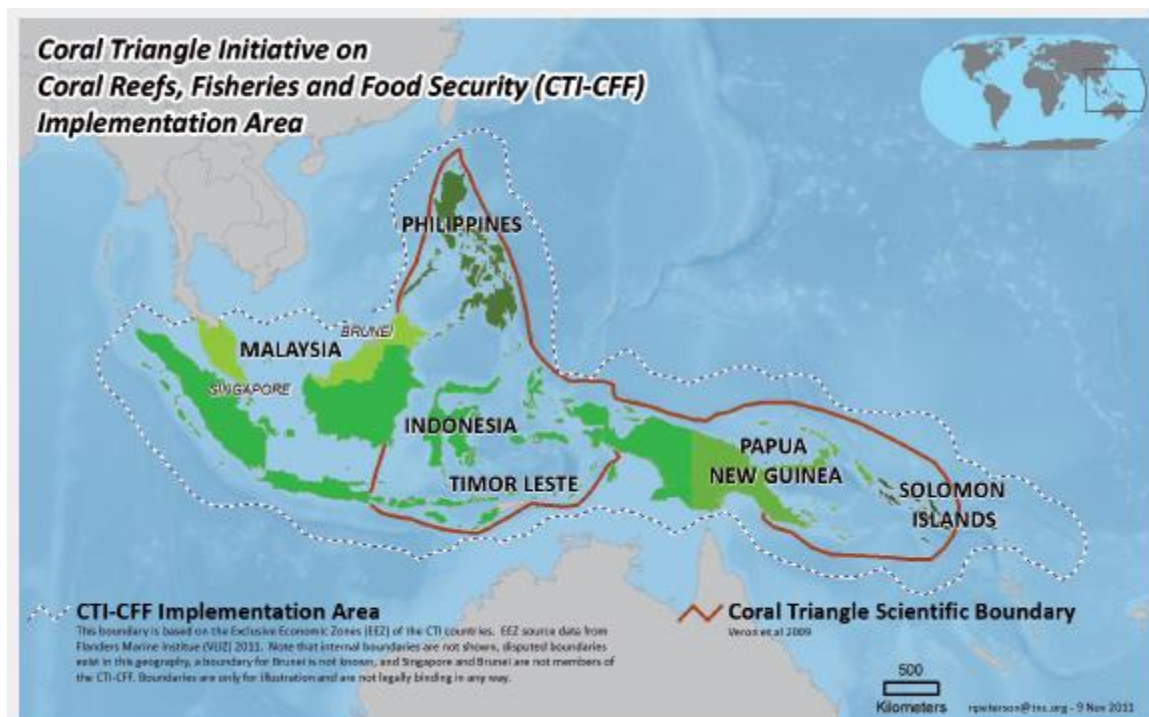 Coral Triangle Initiative on
Coral Reefs, Fisheries and Food Security (CTI-CFF)
Implementation Area
PHILIPPINES
BRUNEI
MALAYSIA
SINGAPORE
INDONESIA
PAPUA
NEW GUINEA
TIMOR LESTE
SOLOMON
ISLANDS
CTI-CFF Implementation Area
This boundary is based on the Exclusive Economic Zones (EEZ) of the CTI countries. EEZ source data from
Flanders Marine Institue (VLIZ) 2011. Note that internal boundaries are not shown, disputed boundaries
exist in this geography, a boundary for Brunei is not known, and Singapore and Brunei are not members of
the CTI-CFF. Boundaries are only for illustration and are not legally binding in any way.
Coral Triangle Scientific Boundary
Veron et al 2009
500
Kilometers
rpeterson@tnc.org - 9 Nov 2011